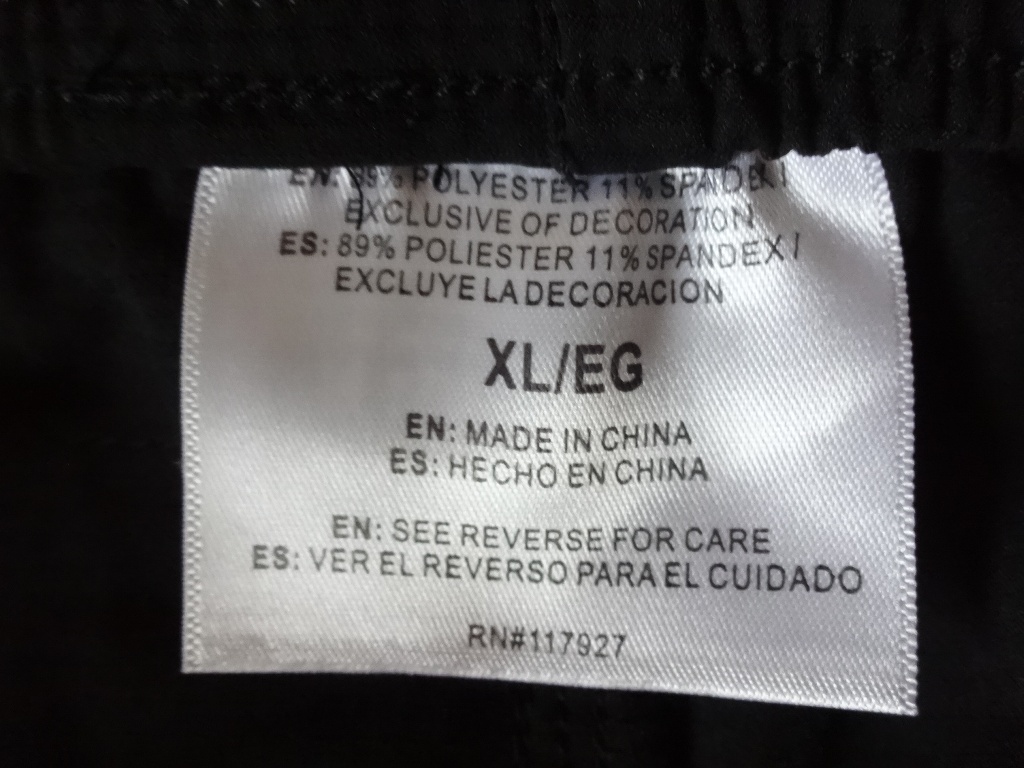 EN: 89% POLYESTER 11% SPANDEX /
EXCLUSIVE OF DECORATION
ES: 89% POLIESTER 11% SPANDEX /
EXCLUYE LA DECORACION
XL/EG
EN: MADE IN CHINA
ES: HECHO EN CHINA
EN: SEE REVERSE FOR CARE
ES: VER EL REVERSO PARA EL CUIDADO
RN#117927